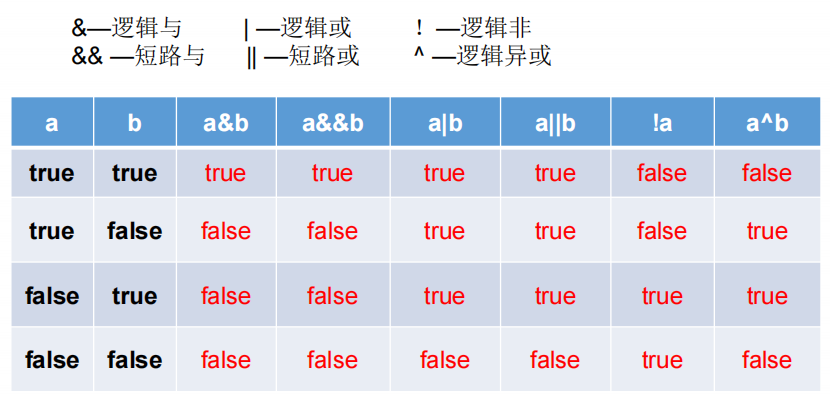 &—逻辑与 |—逻辑或 ! —逻辑非
&& —短路与 || —短路或 ^ —逻辑异或
a b a&b a&&b a|b a||b !a a^b
true true true true true true false false
true false false false true true false true
false true false false true true true true
false false false false false false true false